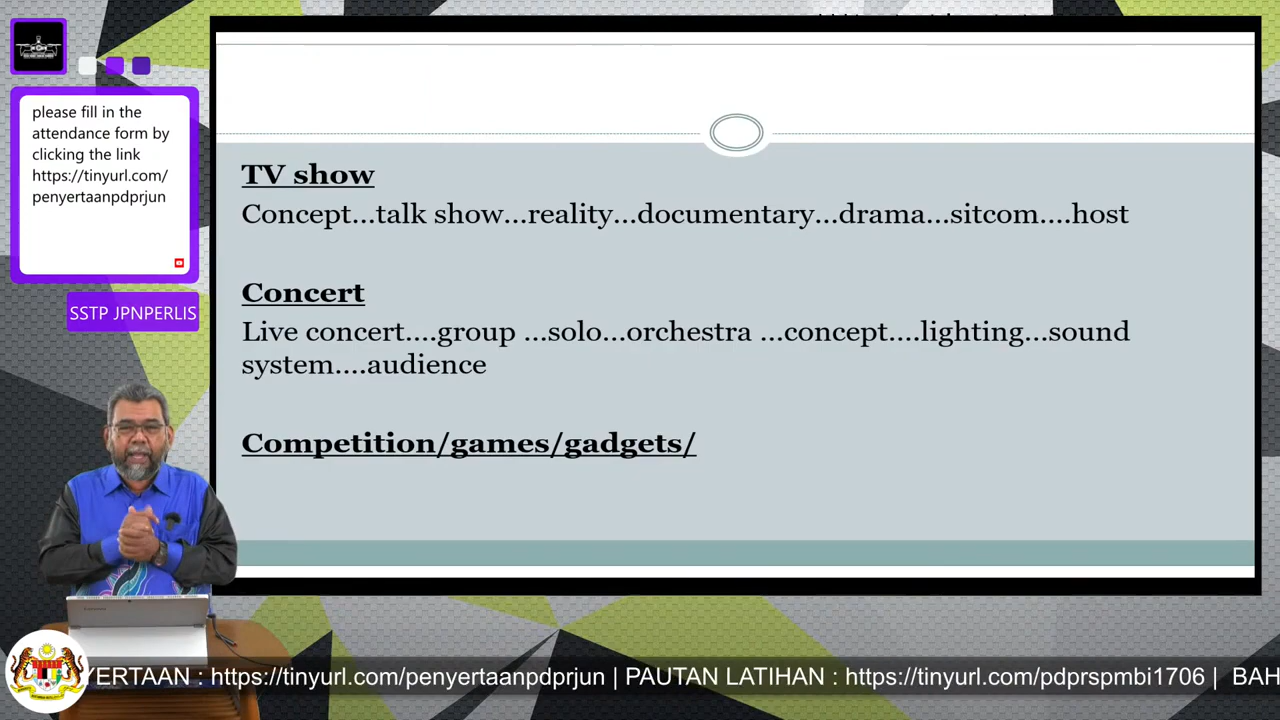 please fill in the
attendance form by
clicking the link
https://tinyurl.com/
penyertaanpdprjun
SSTP JPNPERLIS
TV show
Concept...talk show...reality...documentary...drama...sitcom....host
Concert
Live concert....group ...solo...orchestra ...concept....lighting...sound
system....audience
Competition/games/gadgets/
YERTAAN : https://tinyurl.com/penyertaanpdprjun | PAUTAN LATIHAN : https://tinyurl.com/pdprspmbi1706 | BAH